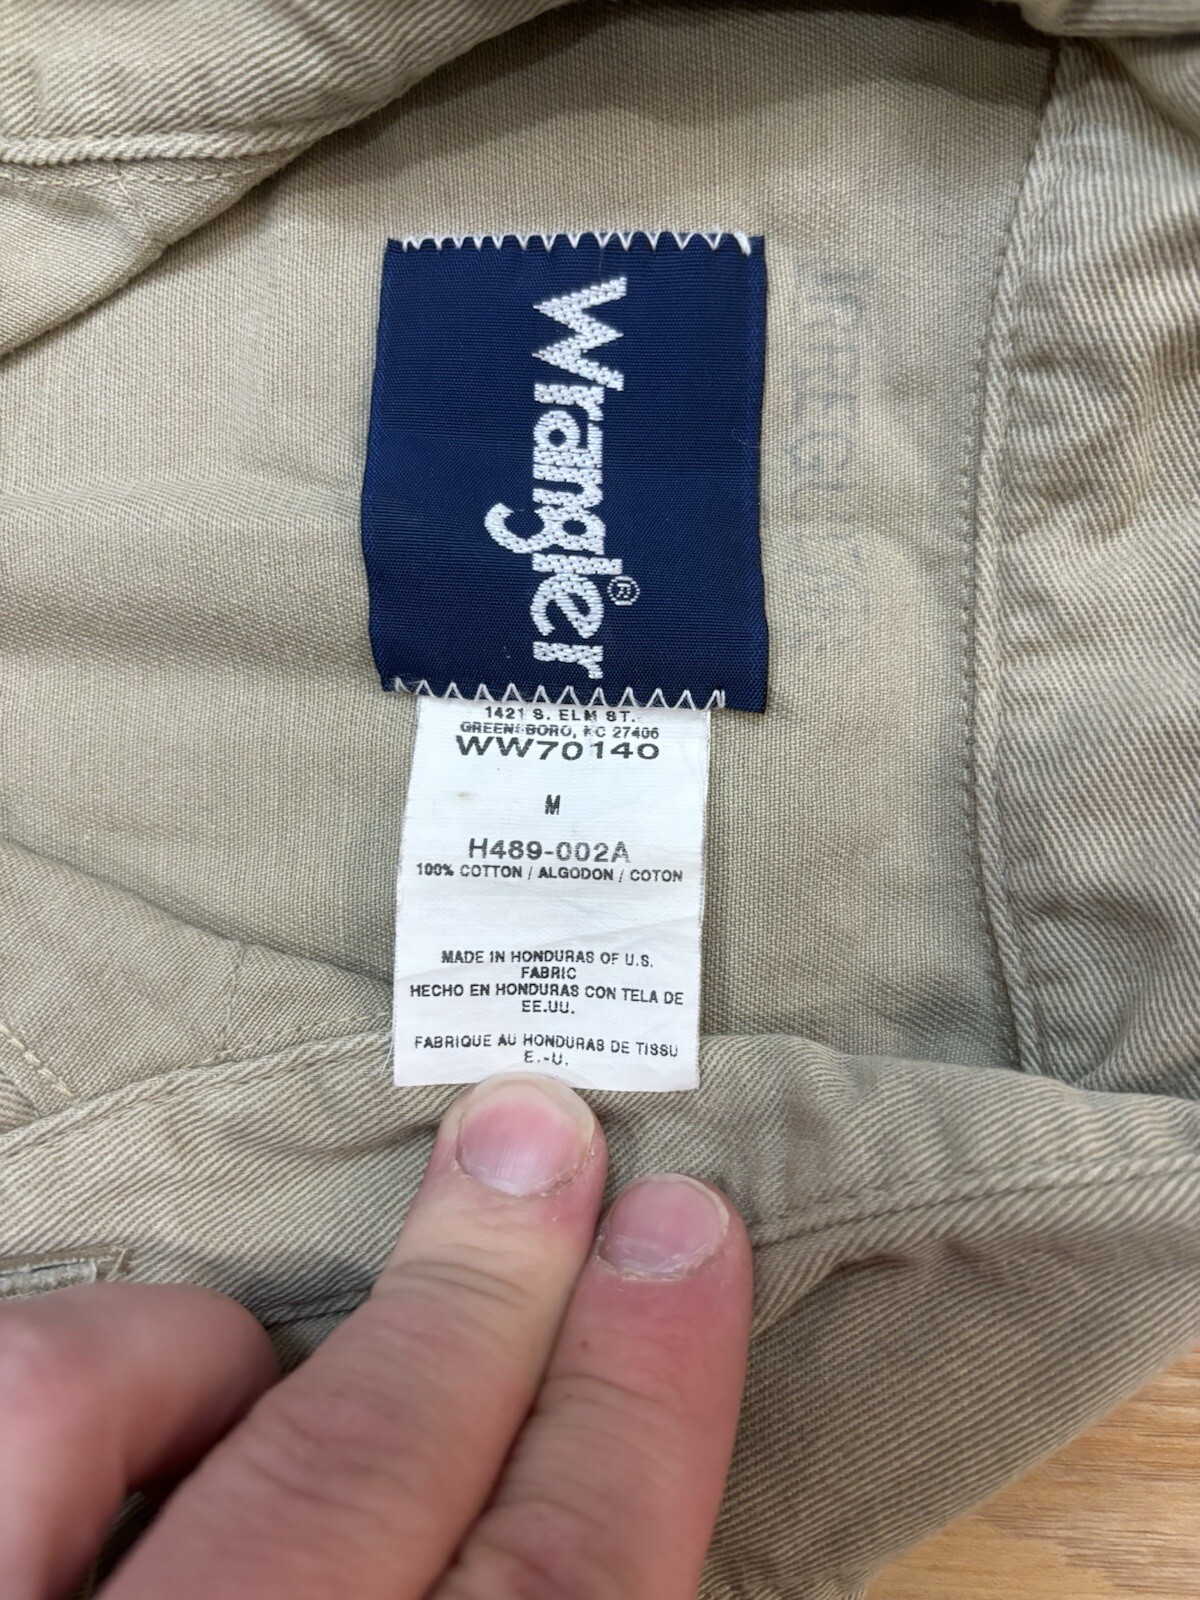 Wrangler®
IRREGULAR
1421 S. ELM ST.
GREENSBORO, NC 27406
WW70140
M
H489-002A
100% COTTON / ALGODON / COTON
MADE IN HONDURAS OF U.S.
FABRIC
HECHO EN HONDURAS CON TELA DE
EE.UU.
FABRIQUE AU HONDURAS DE TISSU
E.-U.